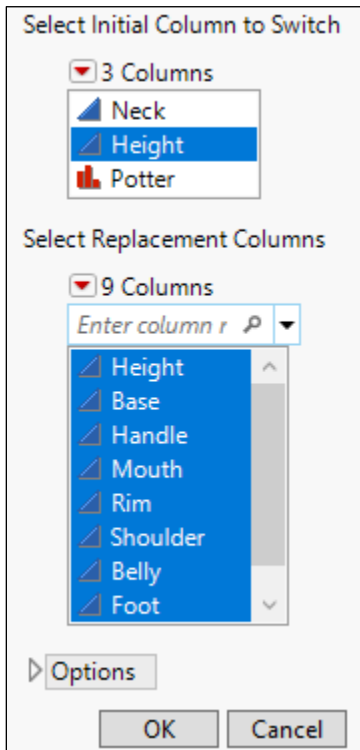 Select Initial Column to Switch
3 Columns
Neck
Height
Potter
Select Replacement Columns
9 Columns
Enter column r
Height
Base
Handle
Mouth
Rim
Shoulder
Belly
Foot
Options
OK Cancel